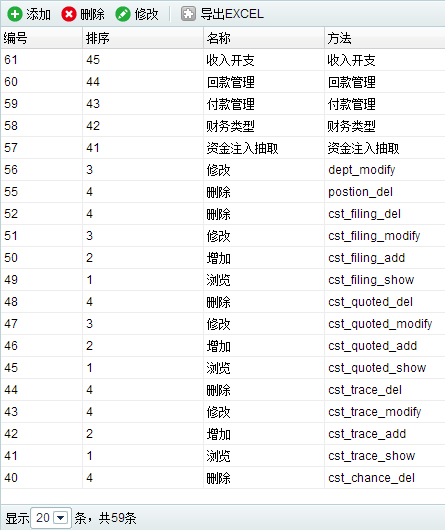 添加 删除 修改 导出EXCEL
编号 排序 名称 方法
61 45 收入开支 收入开支
60 44 回款管理 回款管理
59 43 付款管理 付款管理
58 42 财务类型 财务类型
57 41 资金注入抽取 资金注入抽取
56 3 修改 dept_modify
55 4 删除 postion_del
52 4 删除 cst_filing_del
51 3 修改 cst_filing_modify
50 2 增加 cst_filing_add
49 1 浏览 cst_filing_show
48 4 删除 cst_quoted_del
47 3 修改 cst_quoted_modify
46 2 增加 cst_quoted_add
45 1 浏览 cst_quoted_show
44 4 删除 cst_trace_del
43 4 修改 cst_trace_modify
42 2 增加 cst_trace_add
41 1 浏览 cst_trace_show
40 4 删除 cst_chance_del
显示 20 条，共59条